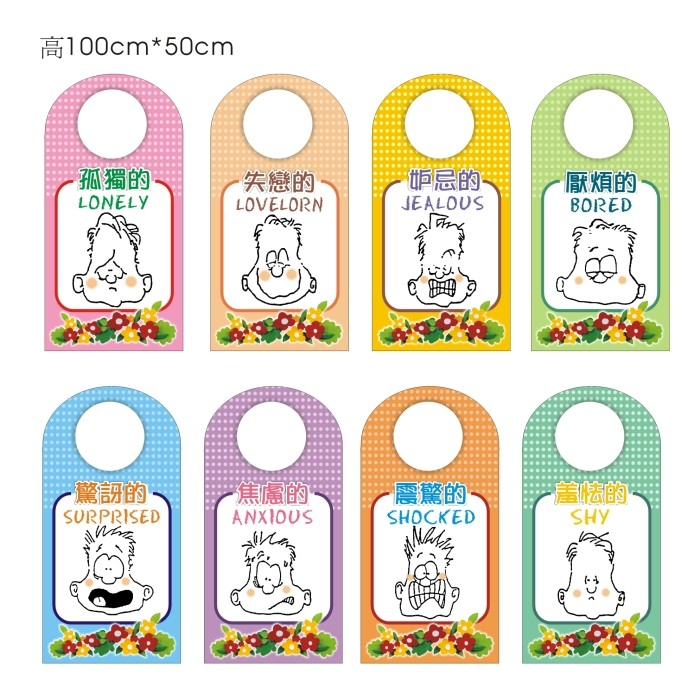 高100cm*50cm
孤獨的
LONELY
失戀的
LOVELORN
妒忌的
JEALOUS
厭煩的
BORED
驚訝的
SURPRISED
焦慮的
ANXIOUS
震驚的
SHOCKED
羞怯的
SHY